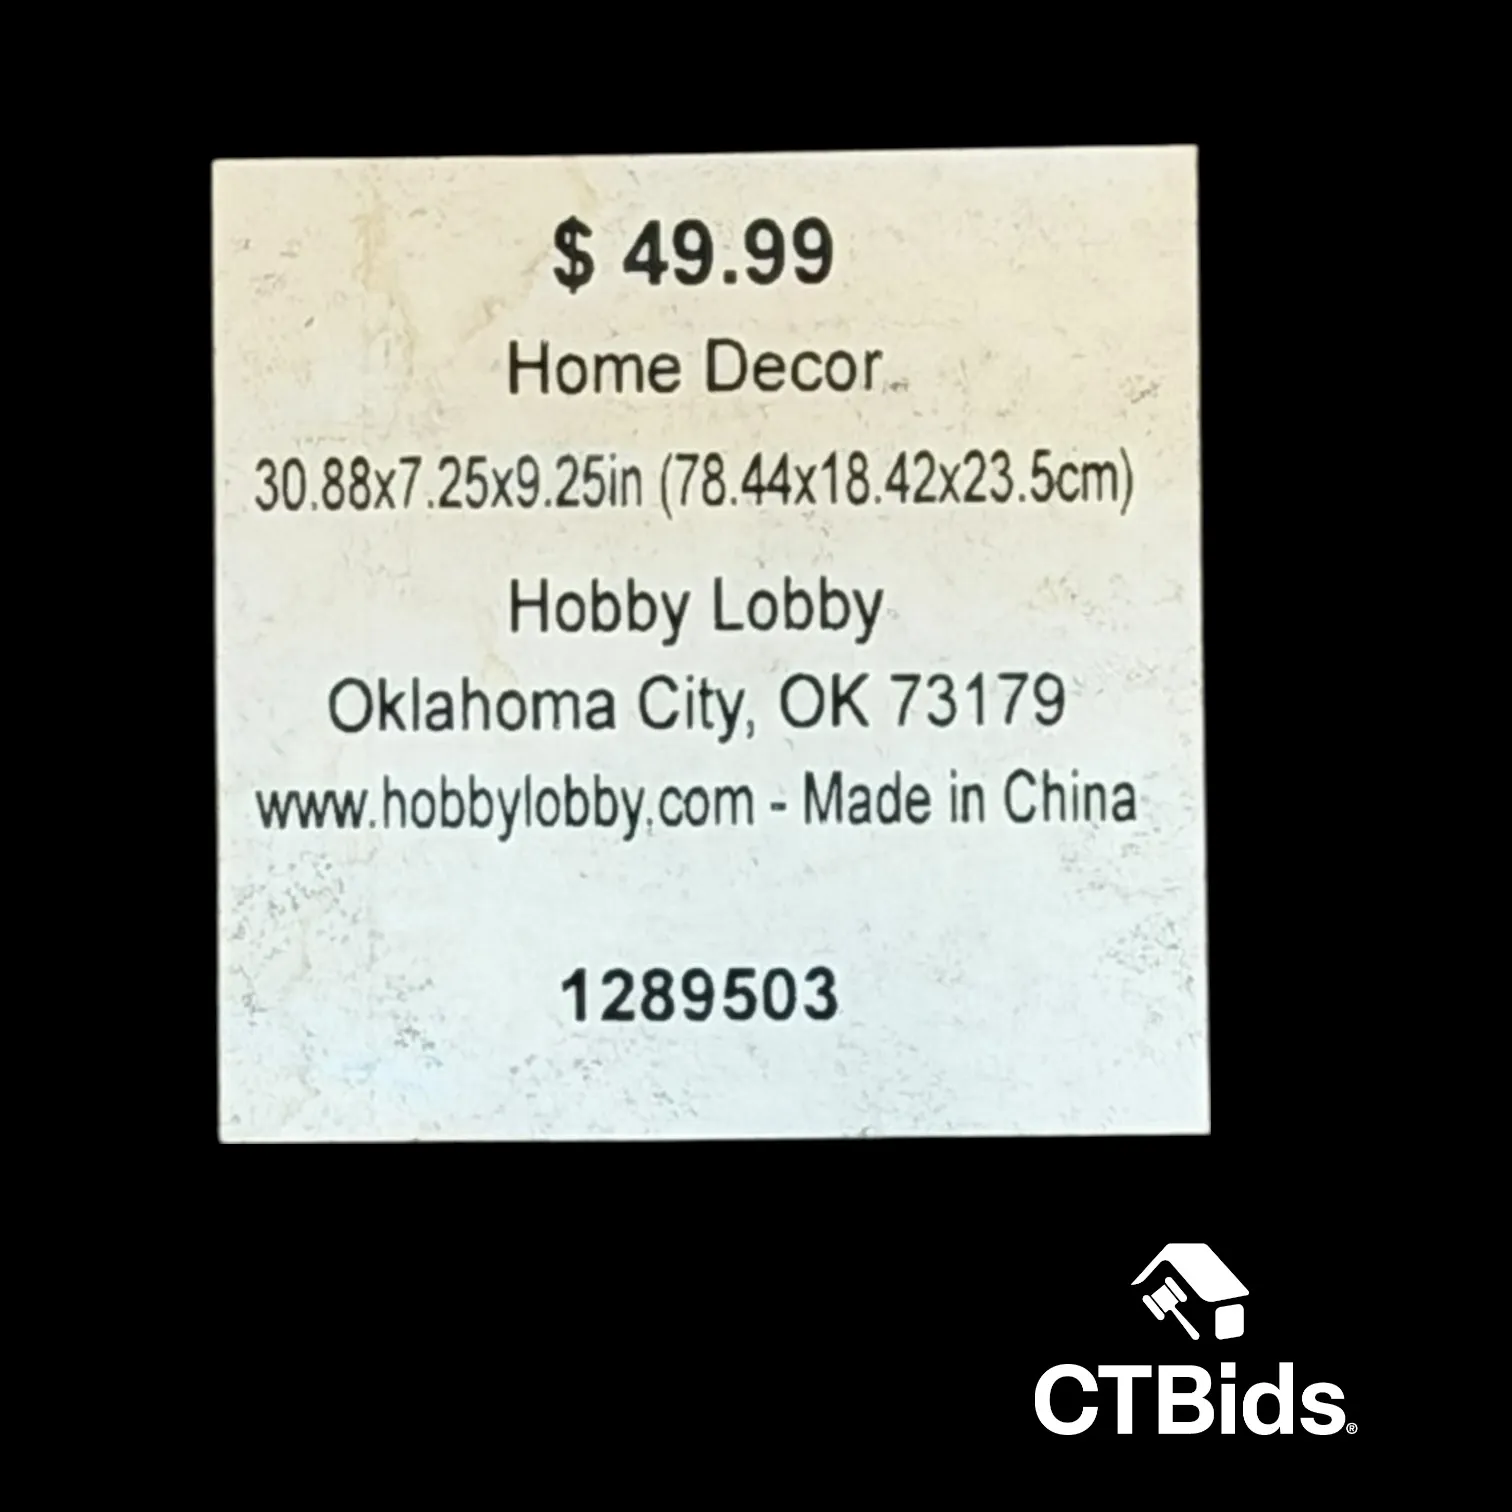 $ 49.99
Home Decor
30.88x7.25x9.25in (78.44x18.42x23.5cm)
Hobby Lobby
Oklahoma City, OK 73179
www.hobbylobby.com - Made in China
1289503
CTBids®